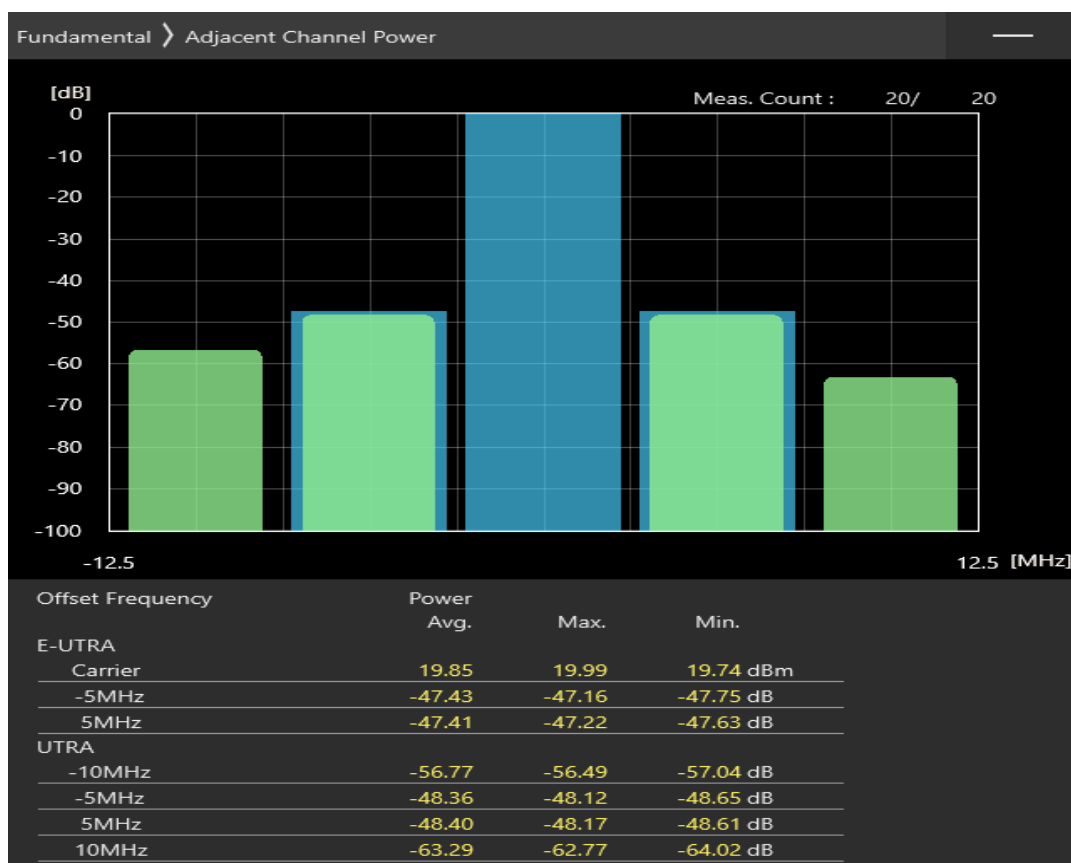 Fundamental ❯ Adjacent Channel Power
[dB]
Meas. Count : 20/ 20
0
-10
-20
-30
-40
-50
-60
-70
-80
-90
-100
-12.5 12.5 [MHz]
Offset Frequency Power
Avg. Max. Min.
E-UTRA
Carrier 19.85 19.99 19.74 dBm
-5MHz -47.43 -47.16 -47.75 dB
5MHz -47.41 -47.22 -47.63 dB
UTRA
-10MHz -56.77 -56.49 -57.04 dB
-5MHz -48.36 -48.12 -48.65 dB
5MHz -48.40 -48.17 -48.61 dB
10MHz -63.29 -62.77 -64.02 dB